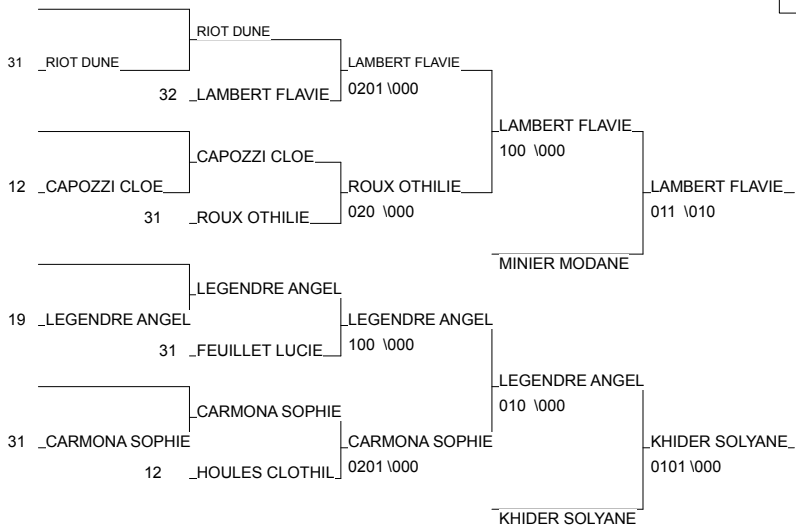 RIOT DUNE
31 RIOT DUNE
LAMBERT FLAVIE
32 LAMBERT FLAVIE
0201 \000
LAMBERT FLAVIE
100 \000
CAPOZZI CLOE
12 CAPOZZI CLOE
ROUX OTHILIE
LAMBERT FLAVIE
31 ROUX OTHILIE
020 \000
011 \010
MINIER MODANE
LEGENDRE ANGEL
19 LEGENDRE ANGEL
LEGENDRE ANGEL
31 FEUILLET LUCIE
100 \000
LEGENDRE ANGEL
010 \000
CARMONA SOPHIE
31 CARMONA SOPHIE
CARMONA SOPHIE
KHIDER SOLYANE
12 HOULES CLOTHIL
0201 \000
0101 \000
KHIDER SOLYANE